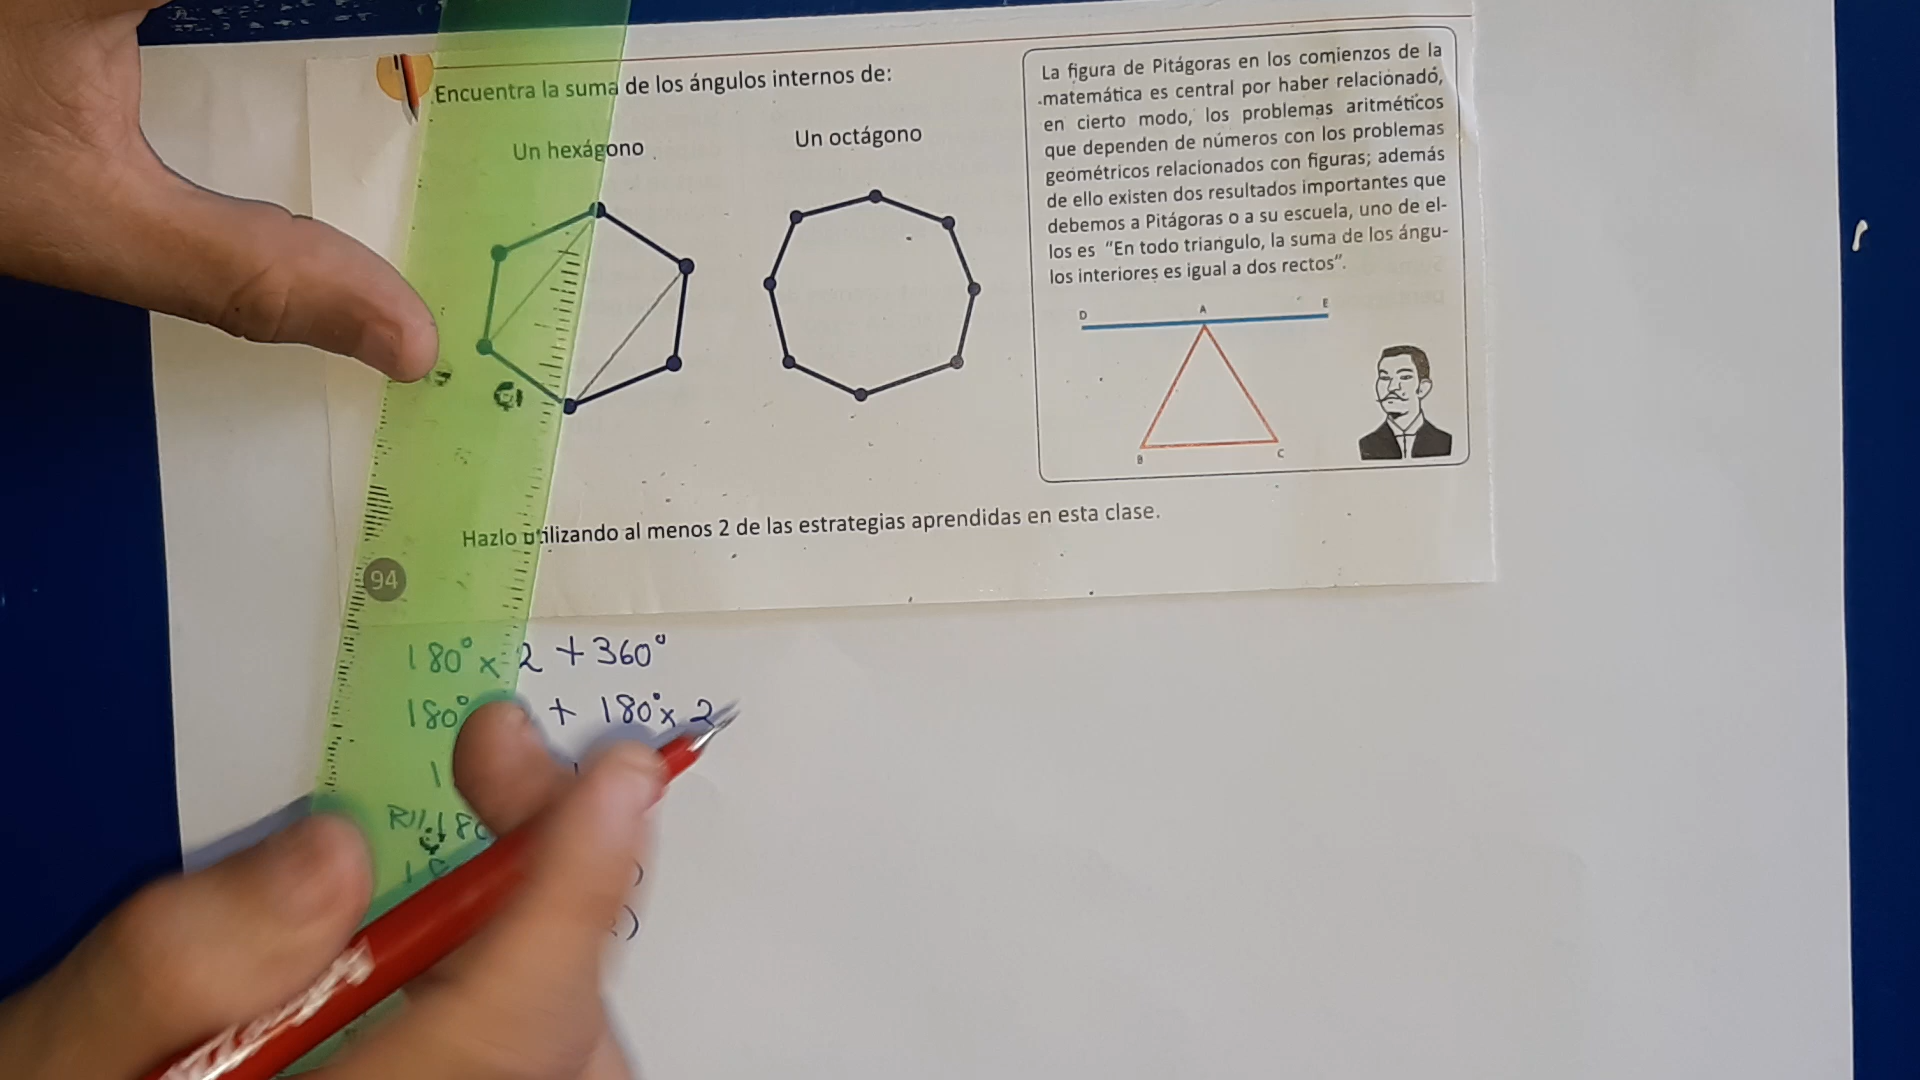 Encuentra la suma de los ángulos internos de:
Un hexágono
Un octágono
La figura de Pitágoras en los comienzos de la
matemática es central por haber relacionado,
en cierto modo, los problemas aritméticos
que dependen de números con los problemas
geométricos relacionados con figuras; además
de ello existen dos resultados importantes que
debemos a Pitágoras o a su escuela, uno de el-
los es "En todo triangulo, la suma de los ángu-
los interiores es igual a dos rectos".
D A E
B C
Hazlo utilizando al menos 2 de las estrategias aprendidas en esta clase.
94
180° x 2 + 360°
180° + 180° x 2